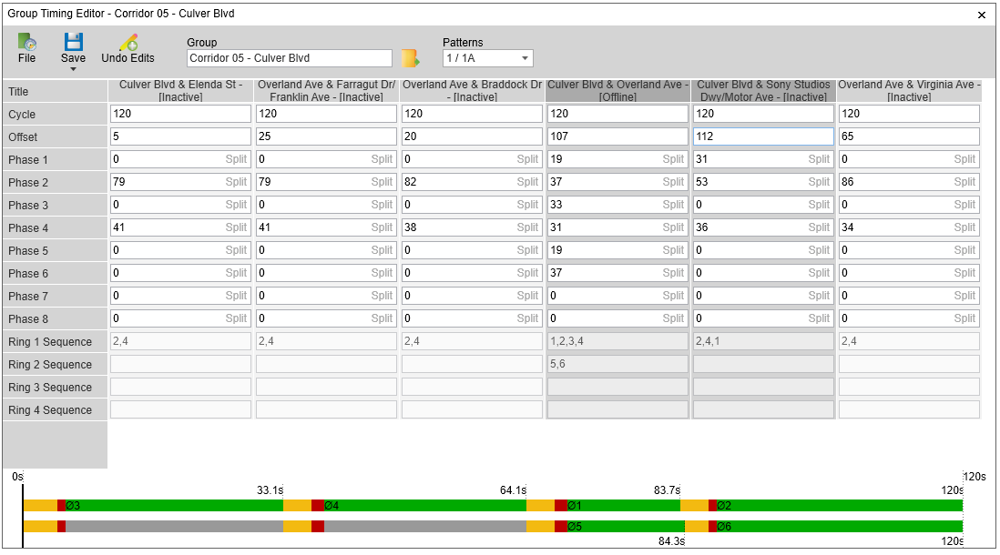 Group Timing Editor - Corridor 05 - Culver Blvd
File
Save
Undo Edits
Group
Corridor 05 - Culver Blvd
Patterns
1 / 1A
Title
Culver Blvd & Elenda St - [Inactive]
Overland Ave & Farragut Dr/ Franklin Ave - [Inactive]
Overland Ave & Braddock Dr - [Inactive]
Culver Blvd & Overland Ave - [Offline]
Culver Blvd & Sony Studios Dwy/Motor Ave - [Inactive]
Overland Ave & Virginia Ave - [Inactive]
Cycle 120 120 120 120 120 120
Offset 5 25 20 107 112 65
Phase 1 0 Split 0 Split 0 Split 19 Split 31 Split 0 Split
Phase 2 79 Split 79 Split 82 Split 37 Split 53 Split 86 Split
Phase 3 0 Split 0 Split 0 Split 33 Split 0 Split 0 Split
Phase 4 41 Split 41 Split 38 Split 31 Split 36 Split 34 Split
Phase 5 0 Split 0 Split 0 Split 19 Split 0 Split 0 Split
Phase 6 0 Split 0 Split 0 Split 37 Split 0 Split 0 Split
Phase 7 0 Split 0 Split 0 Split 0 Split 0 Split 0 Split
Phase 8 0 Split 0 Split 0 Split 0 Split 0 Split 0 Split
Ring 1 Sequence 2,4 2,4 2,4 1,2,3,4 2,4,1 2,4
Ring 2 Sequence 5,6
Ring 3 Sequence
Ring 4 Sequence
0s 120s
33.1s 64.1s 83.7s 120s
Ø3 Ø4 Ø1 Ø2
Ø5 Ø6
84.3s 120s